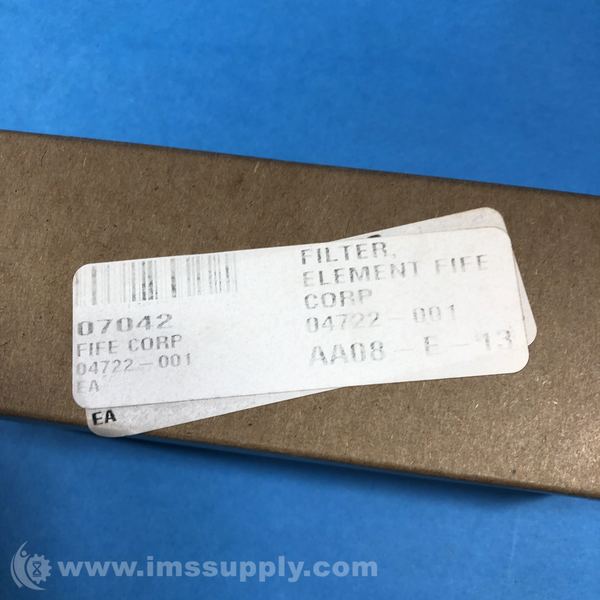 07042
FIFE CORP
04722-001
EA
FILTER,
ELEMENT FIFE
CORP
04722-001
AA08-E-13
EA
www.imssupply.com